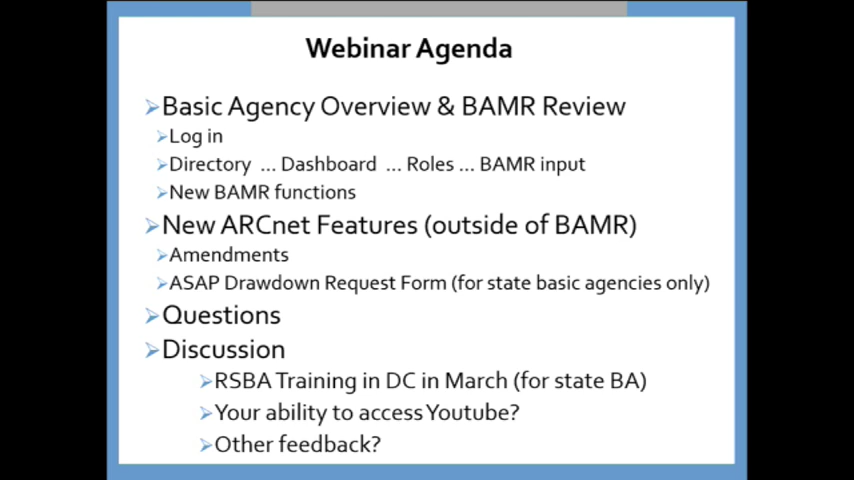 Webinar Agenda
Basic Agency Overview & BAMR Review
Log in
Directory ... Dashboard ... Roles ... BAMR input
New BAMR functions
New ARCnet Features (outside of BAMR)
Amendments
ASAP Drawdown Request Form (for state basic agencies only)
Questions
Discussion
RSBA Training in DC in March (for state BA)
Your ability to access Youtube?
Other feedback?